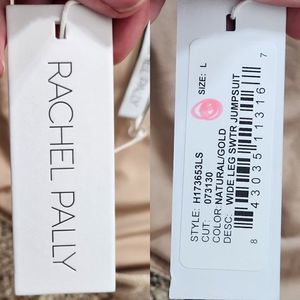 RACHEL PALLY
STYLE: H173653LS
CUT: 073130
COLOR NATURAL/GOLD
DESC: WIDE LEG SWTR JUMPSUIT
SIZE: L
8 43035 11316 7